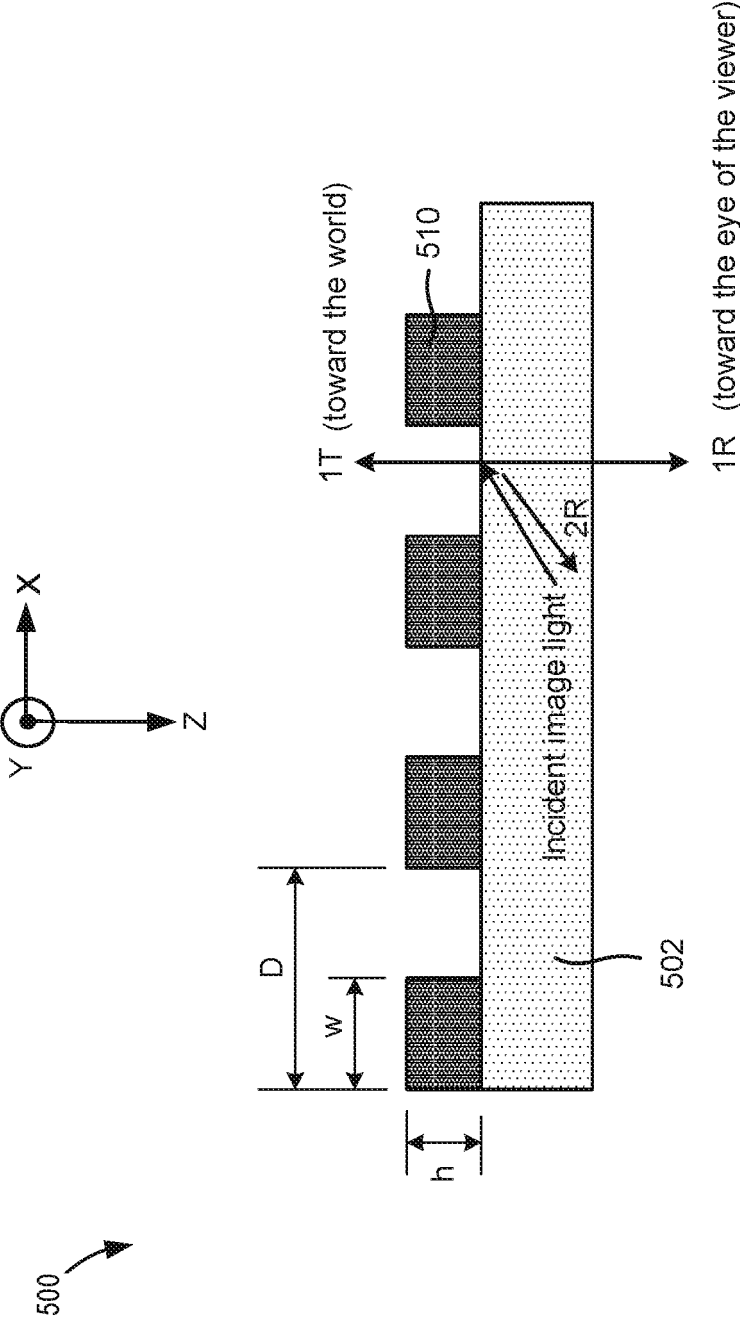 500
Y
X
Z
D
w
h
1T (toward the world)
510
2R
Incident image light
502
1R (toward the eye of the viewer)